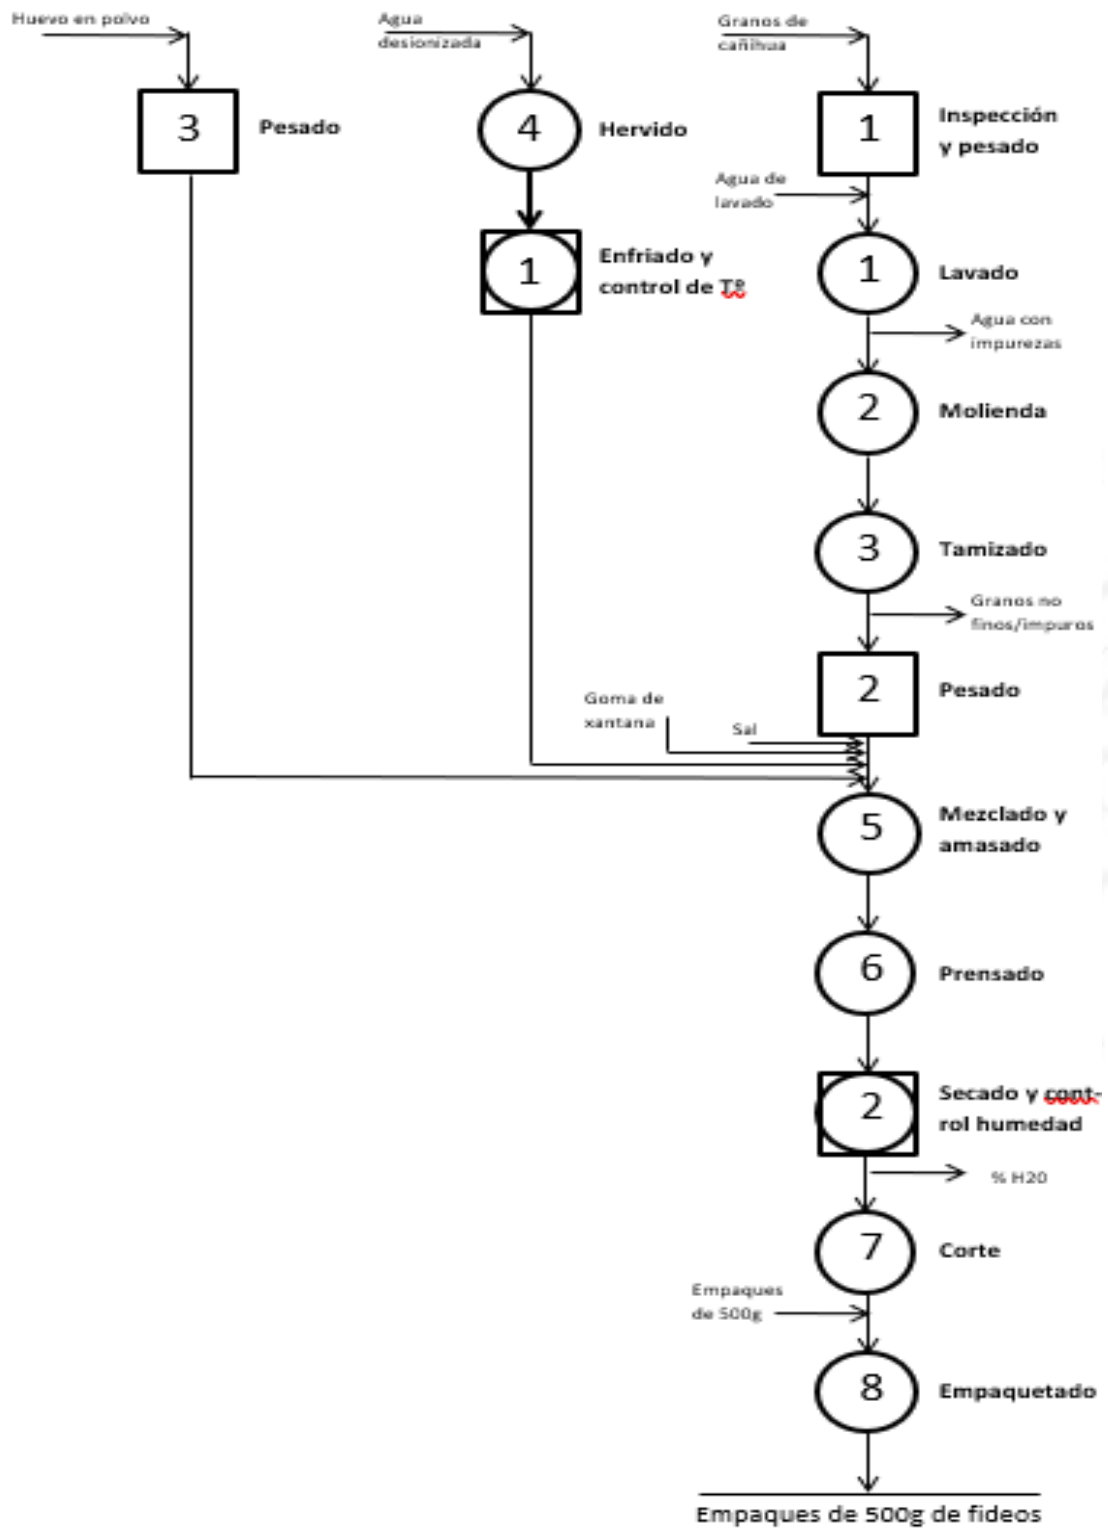 Huevo en polvo
3
Pesado
Agua
desionizada
4
Hervido
1
Enfriado y
control de Tº
Granos de
cañihua
1
Inspección
y pesado
Agua de
lavado
1
Lavado
Agua con
impurezas
2
Molienda
3
Tamizado
Granos no
finos/impuros
2
Pesado
Goma de
xantana
Sal
5
Mezclado y
amasado
6
Prensado
2
Secado y cont-
rol humedad
% H20
7
Corte
Empaques
de 500g
8
Empaquetado
Empaques de 500g de fideos